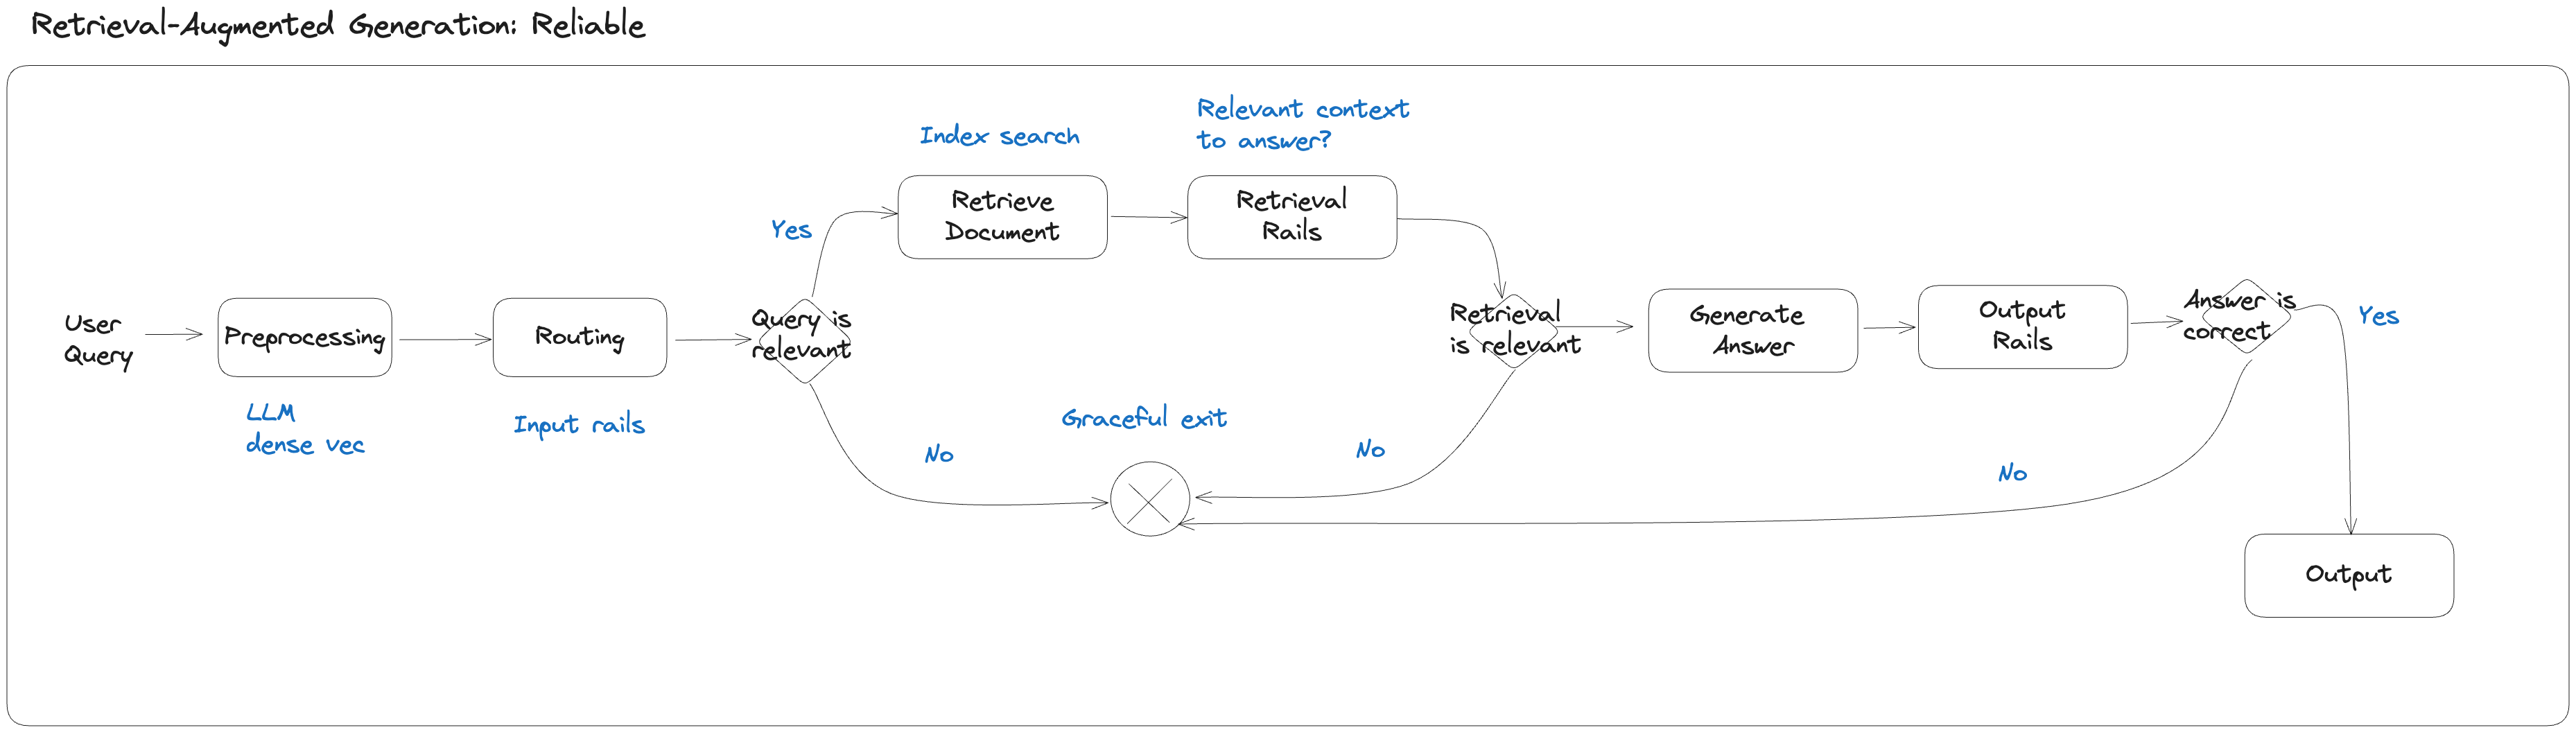 Retrieval-Augmented Generation: Reliable
Relevant context
to answer?
Index search
Retrieve
Document
Retrieval
Rails
Yes
User
Query
Preprocessing
Routing
Query is
relevant
Retrieval
is relevant
Generate
Answer
Output
Rails
Answer is
correct
Yes
LLM
dense vec
Input rails
Graceful exit
No
No
No
Output